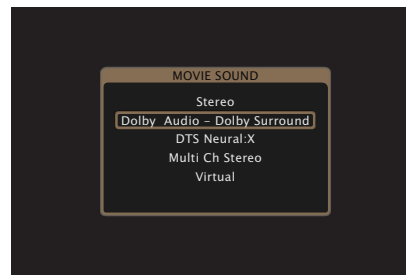 MOVIE SOUND
Stereo
Dolby Audio – Dolby Surround
DTS Neural:X
Multi Ch Stereo
Virtual